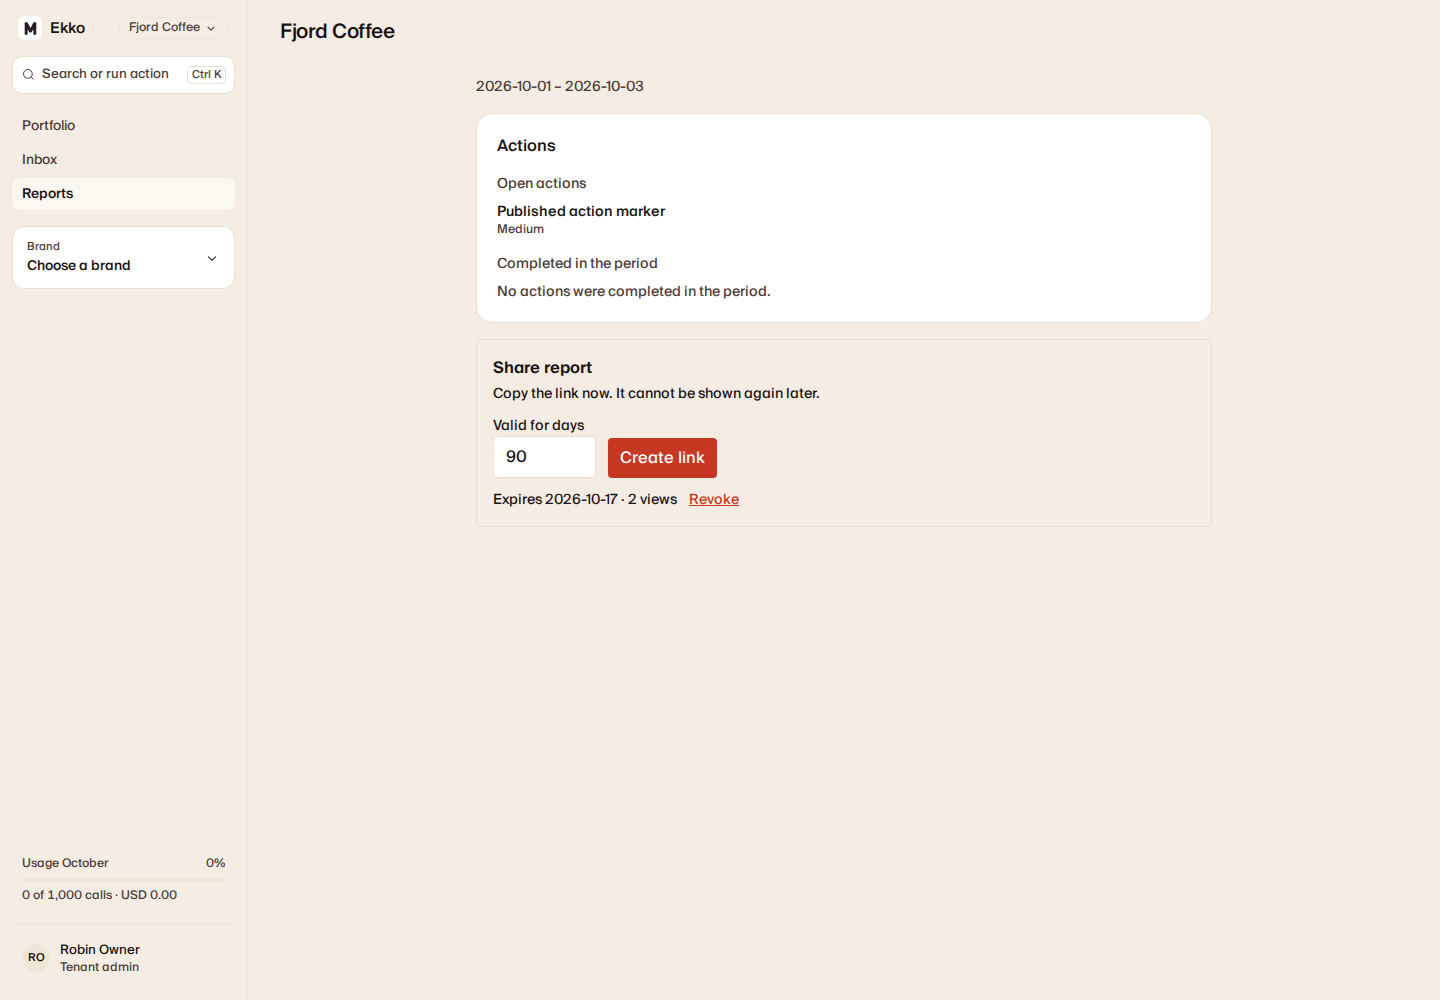 Ekko
Fjord Coffee
Search or run action
Ctrl K
Portfolio
Inbox
Reports
Brand
Choose a brand
Usage October
0%
0 of 1,000 calls · USD 0.00
RO
Robin Owner
Tenant admin
Fjord Coffee
2026-10-01 – 2026-10-03
Actions
Open actions
Published action marker
Medium
Completed in the period
No actions were completed in the period.
Share report
Copy the link now. It cannot be shown again later.
Valid for days
90
Create link
Expires 2026-10-17 · 2 views
Revoke